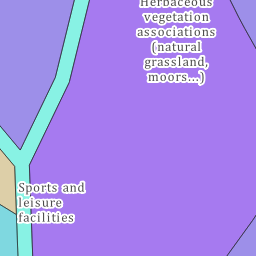 Herbaceous
vegetation
associations
(natural
grassland,
moors...)
Sports and
leisure
facilities